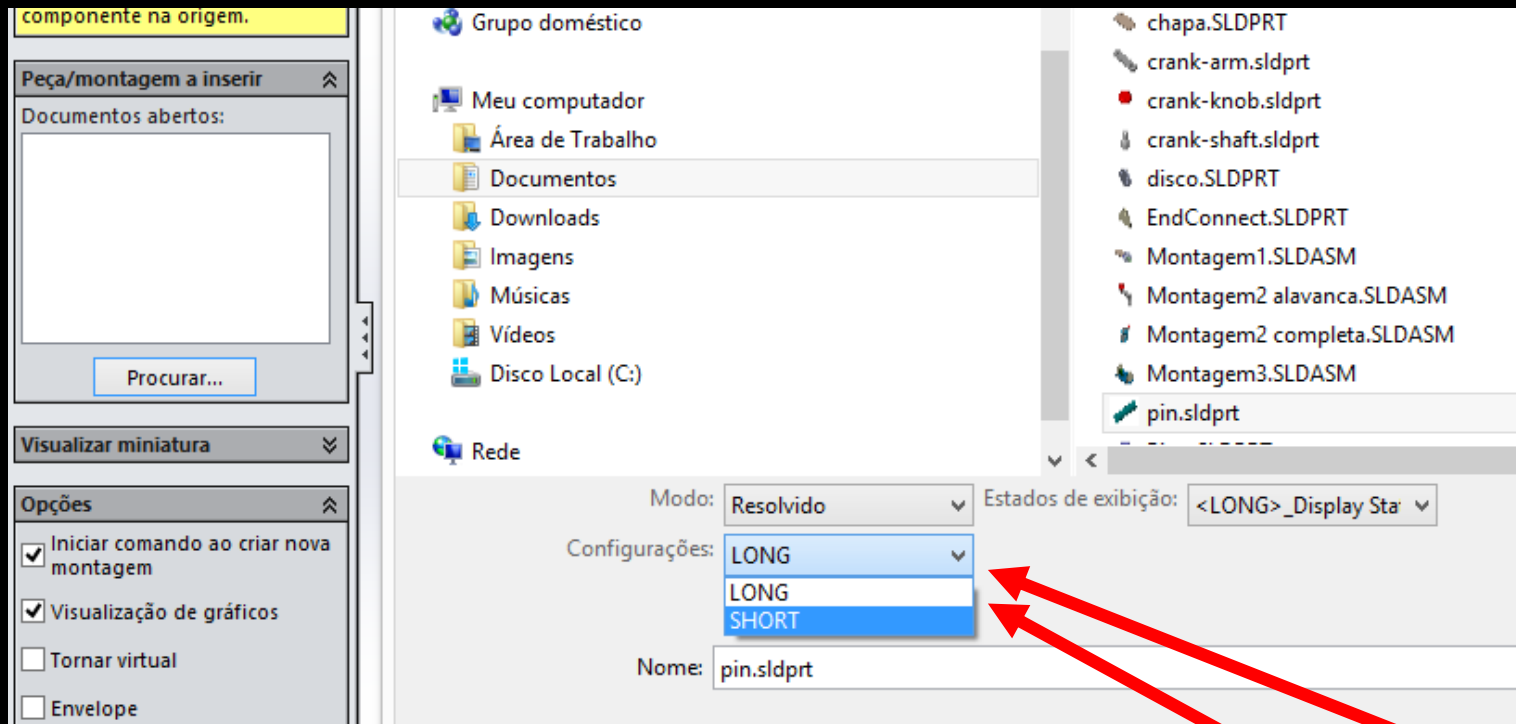 componente na origem.
Peça/montagem a inserir
Documentos abertos:
Procurar...
Visualizar miniatura
Opções
Iniciar comando ao criar nova
montagem
Visualização de gráficos
Tornar virtual
Envelope
Grupo doméstico
Meu computador
Área de Trabalho
Documentos
Downloads
Imagens
Músicas
Vídeos
Disco Local (C:)
Rede
chapa.SLDPRT
crank-arm.sldprt
crank-knob.sldprt
crank-shaft.sldprt
disco.SLDPRT
EndConnect.SLDPRT
Montagem1.SLDASM
Montagem2 alavanca.SLDASM
Montagem2 completa.SLDASM
Montagem3.SLDASM
pin.sldprt
Modo: Resolvido Estados de exibição: <LONG>_Display Sta
Configurações: LONG
LONG
SHORT
Nome: pin.sldprt